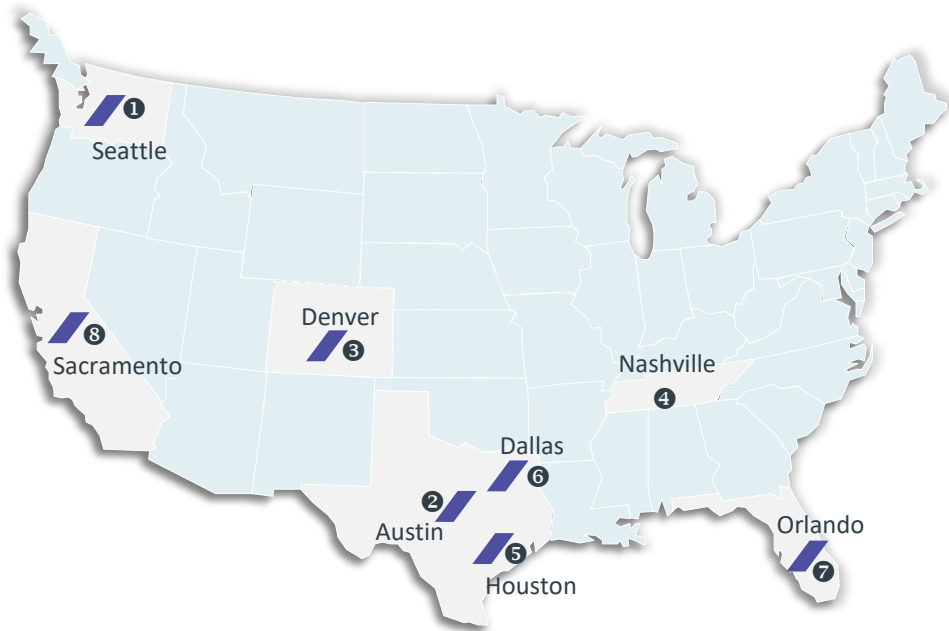 ❶
Seattle
Denver
❸
❽
Sacramento
Nashville
❹
Dallas
❻
❷
Austin
❺
Houston
Orlando
❼